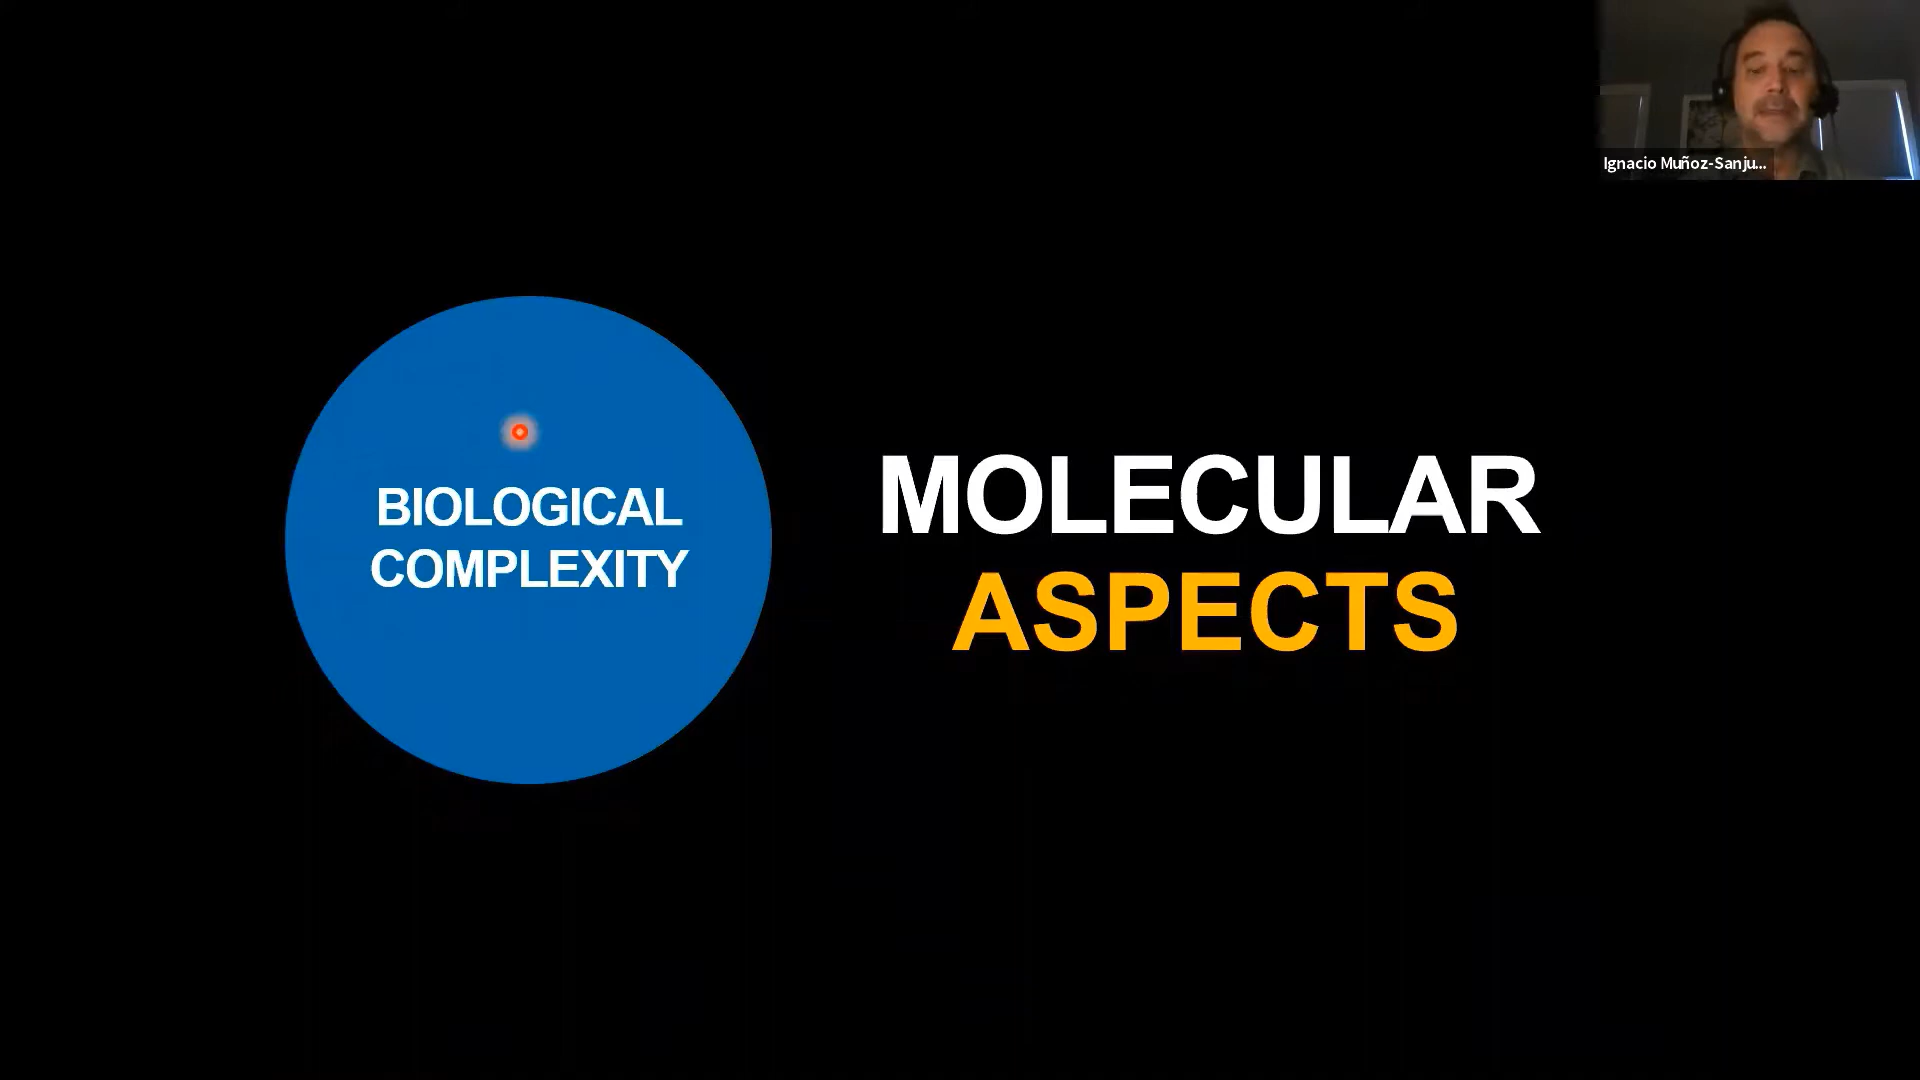 Ignacio Muñoz-Sanju...
BIOLOGICAL
COMPLEXITY
MOLECULAR
ASPECTS